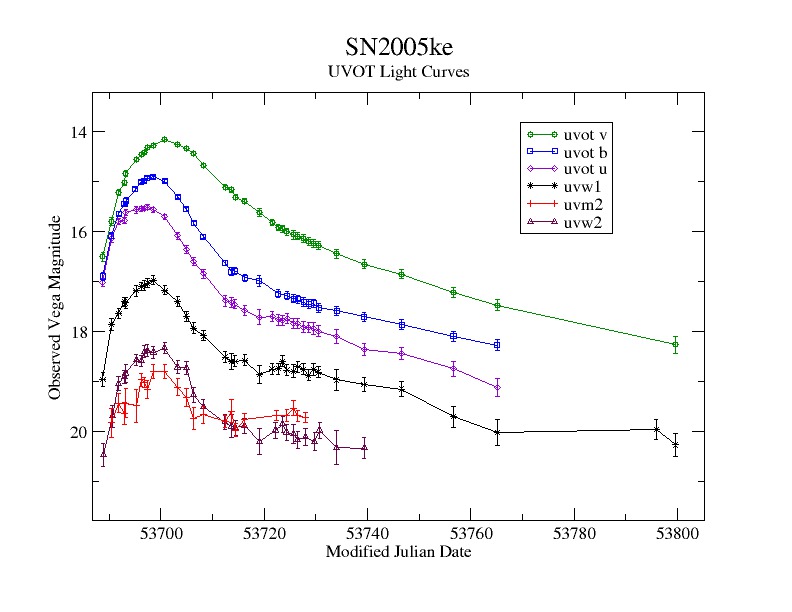 SN2005ke
UVOT Light Curves
Observed Vega Magnitude
14
16
18
20
uvot v
uvot b
uvot u
uvw1
uvm2
uvw2
53700 53720 53740 53760 53780 53800
Modified Julian Date